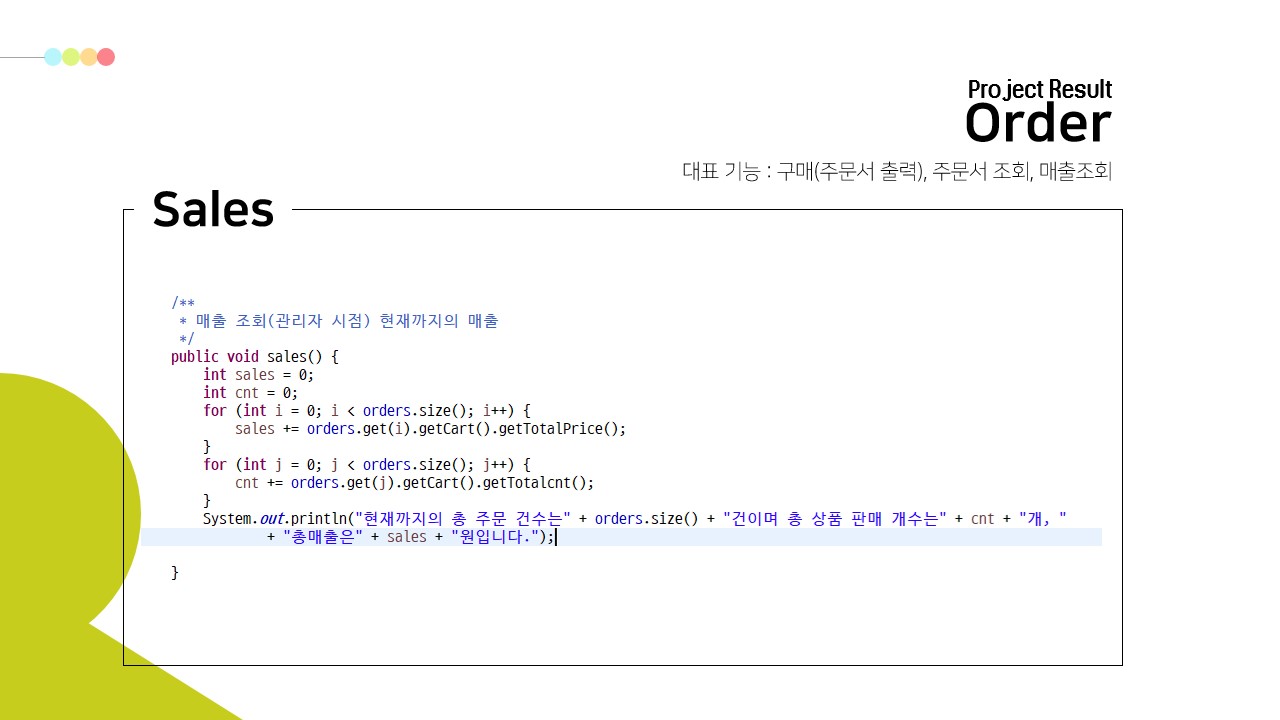 Project Result
Order
대표 기능 : 구매(주문서 출력), 주문서 조회, 매출조회
Sales
/**
 * 매출 조회(관리자 시점) 현재까지의 매출
 */
public void sales() {
    int sales = 0;
    int cnt = 0;
    for (int i = 0; i < orders.size(); i++) {
        sales += orders.get(i).getCart().getTotalPrice();
    }
    for (int j = 0; j < orders.size(); j++) {
        cnt += orders.get(j).getCart().getTotalcnt();
    }
    System.out.println("현재까지의 총 주문 건수는" + orders.size() + "건이며 총 상품 판매 개수는" + cnt + "개, "
            + "총매출은" + sales + "원입니다.");
}